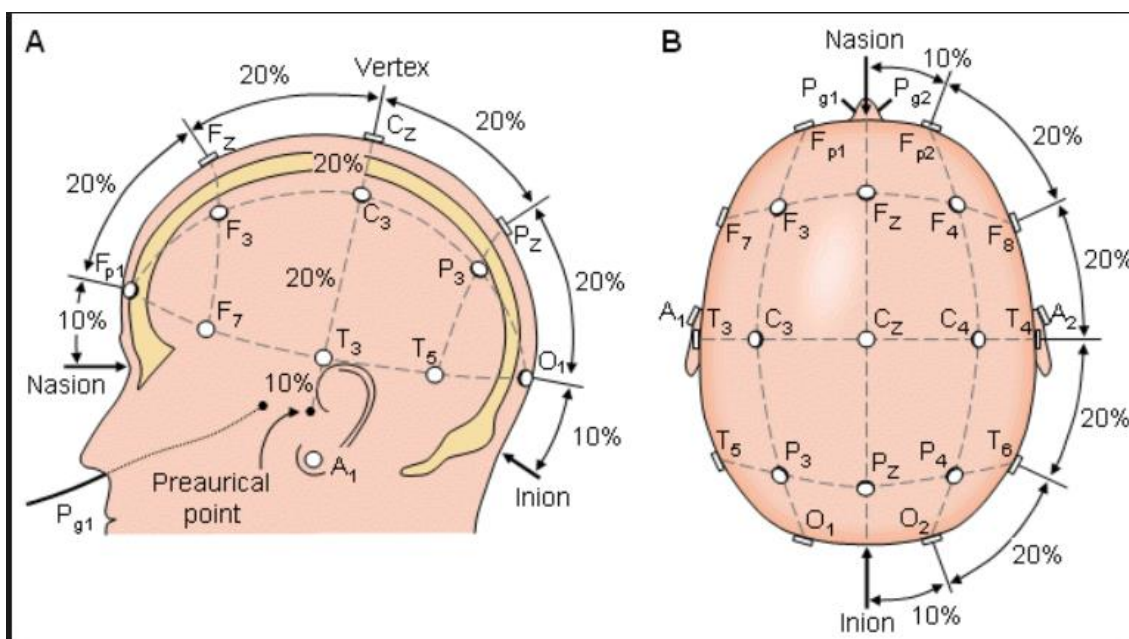 A
20%
Vertex
Fz
Cz
20%
20%
20%
F3
C3
Pz
Fp1
P3
20%
20%
10%
F7
T3
T5
O1
Nasion
10%
10%
Preaurical
point
A1
Inion
Pg1
B
Nasion
10%
Pg1
Pg2
Fp1
Fp2
20%
F7
F3
Fz
F4
F8
20%
A1
T3
C3
Cz
C4
T4
A2
20%
T5
P3
Pz
P4
T6
O1
O2
20%
10%
Inion